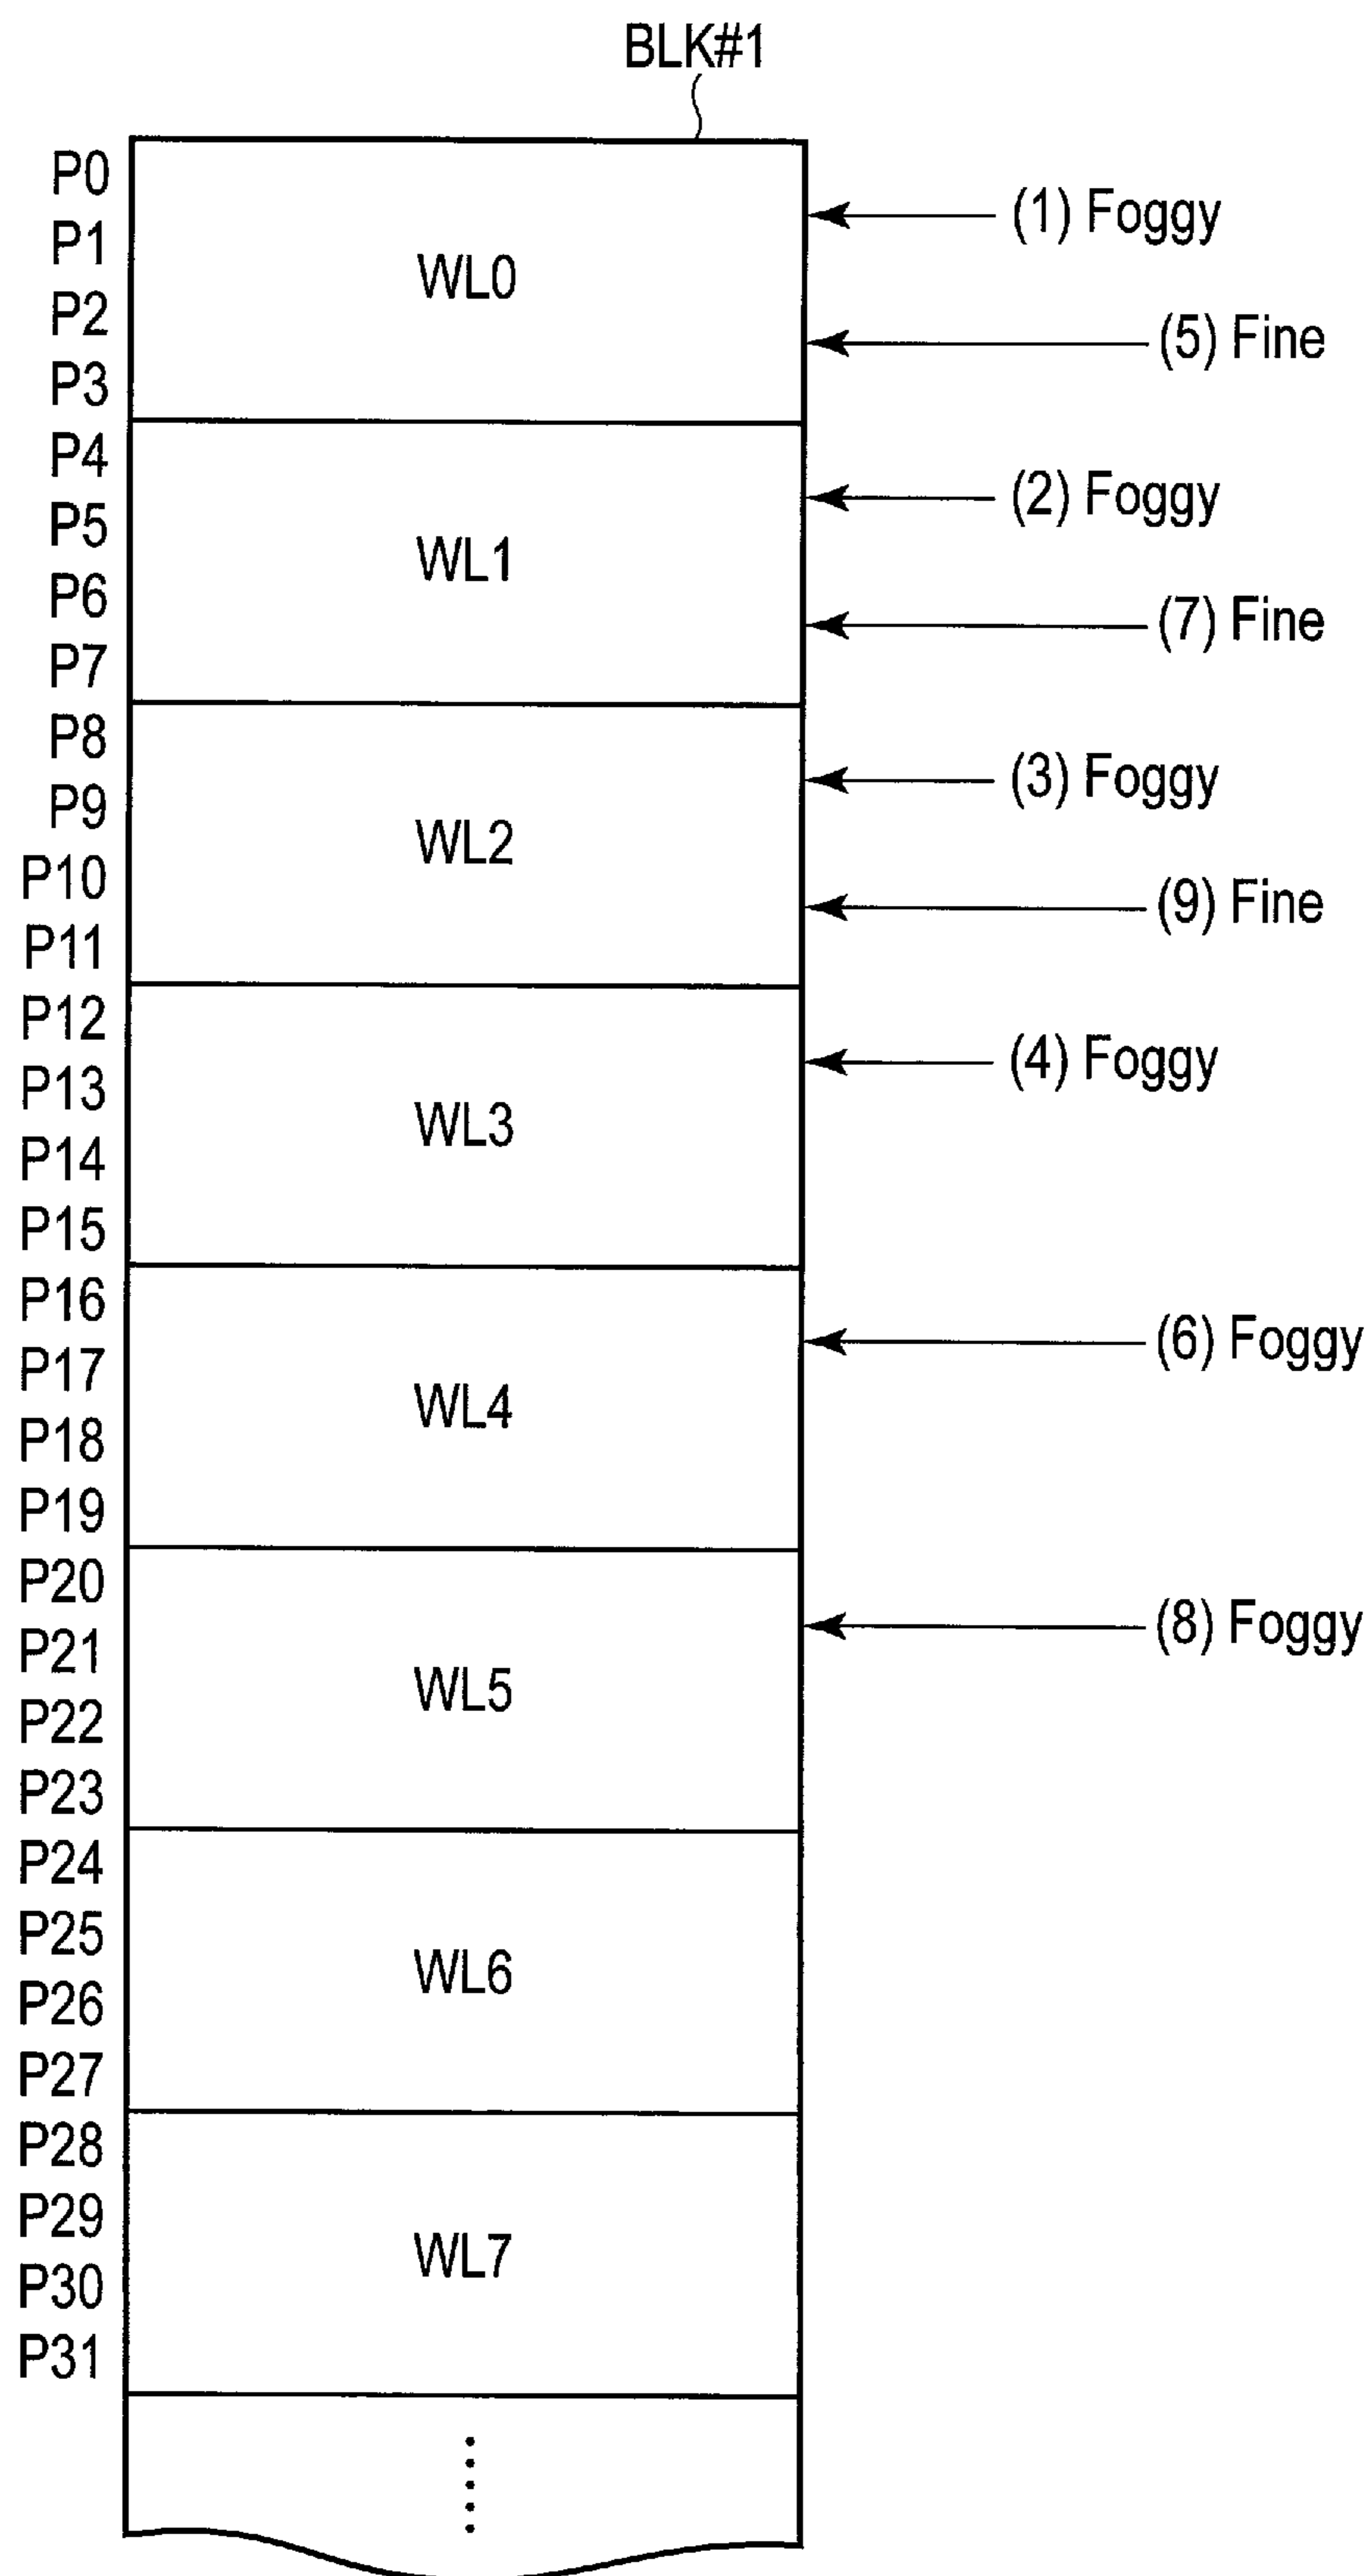 BLK#1
P0
(1) Foggy
P1
WL0
P2
(5) Fine
P3
P4
(2) Foggy
P5
WL1
P6
(7) Fine
P7
P8
(3) Foggy
P9
WL2
P10
(9) Fine
P11
P12
(4) Foggy
P13
WL3
P14
P15
P16
(6) Foggy
P17
WL4
P18
P19
P20
(8) Foggy
P21
WL5
P22
P23
P24
P25
WL6
P26
P27
P28
P29
WL7
P30
P31